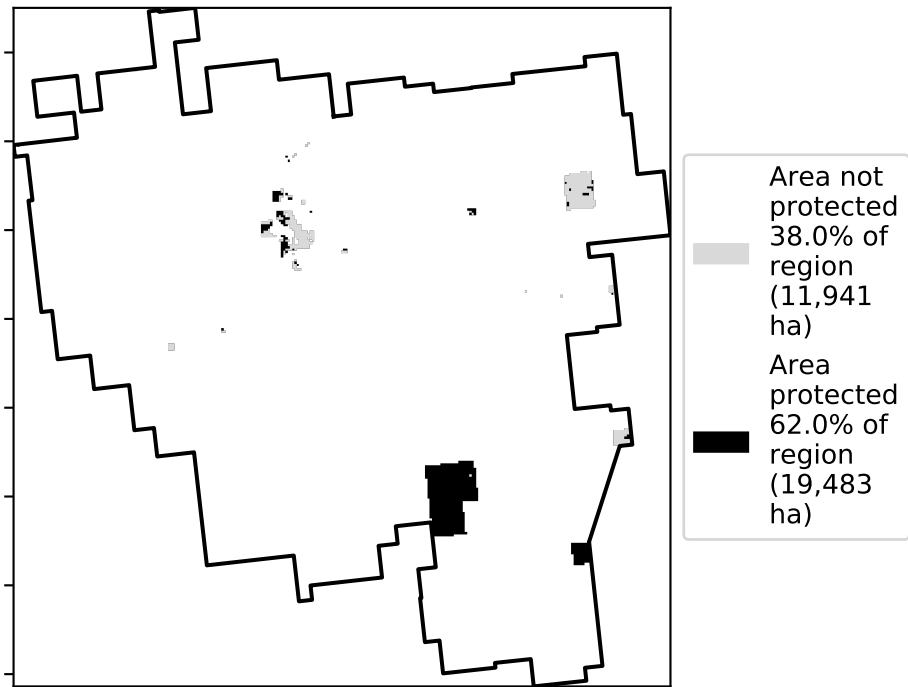 Area not
protected
38.0% of
region
(11,941
ha)
Area
protected
62.0% of
region
(19,483
ha)